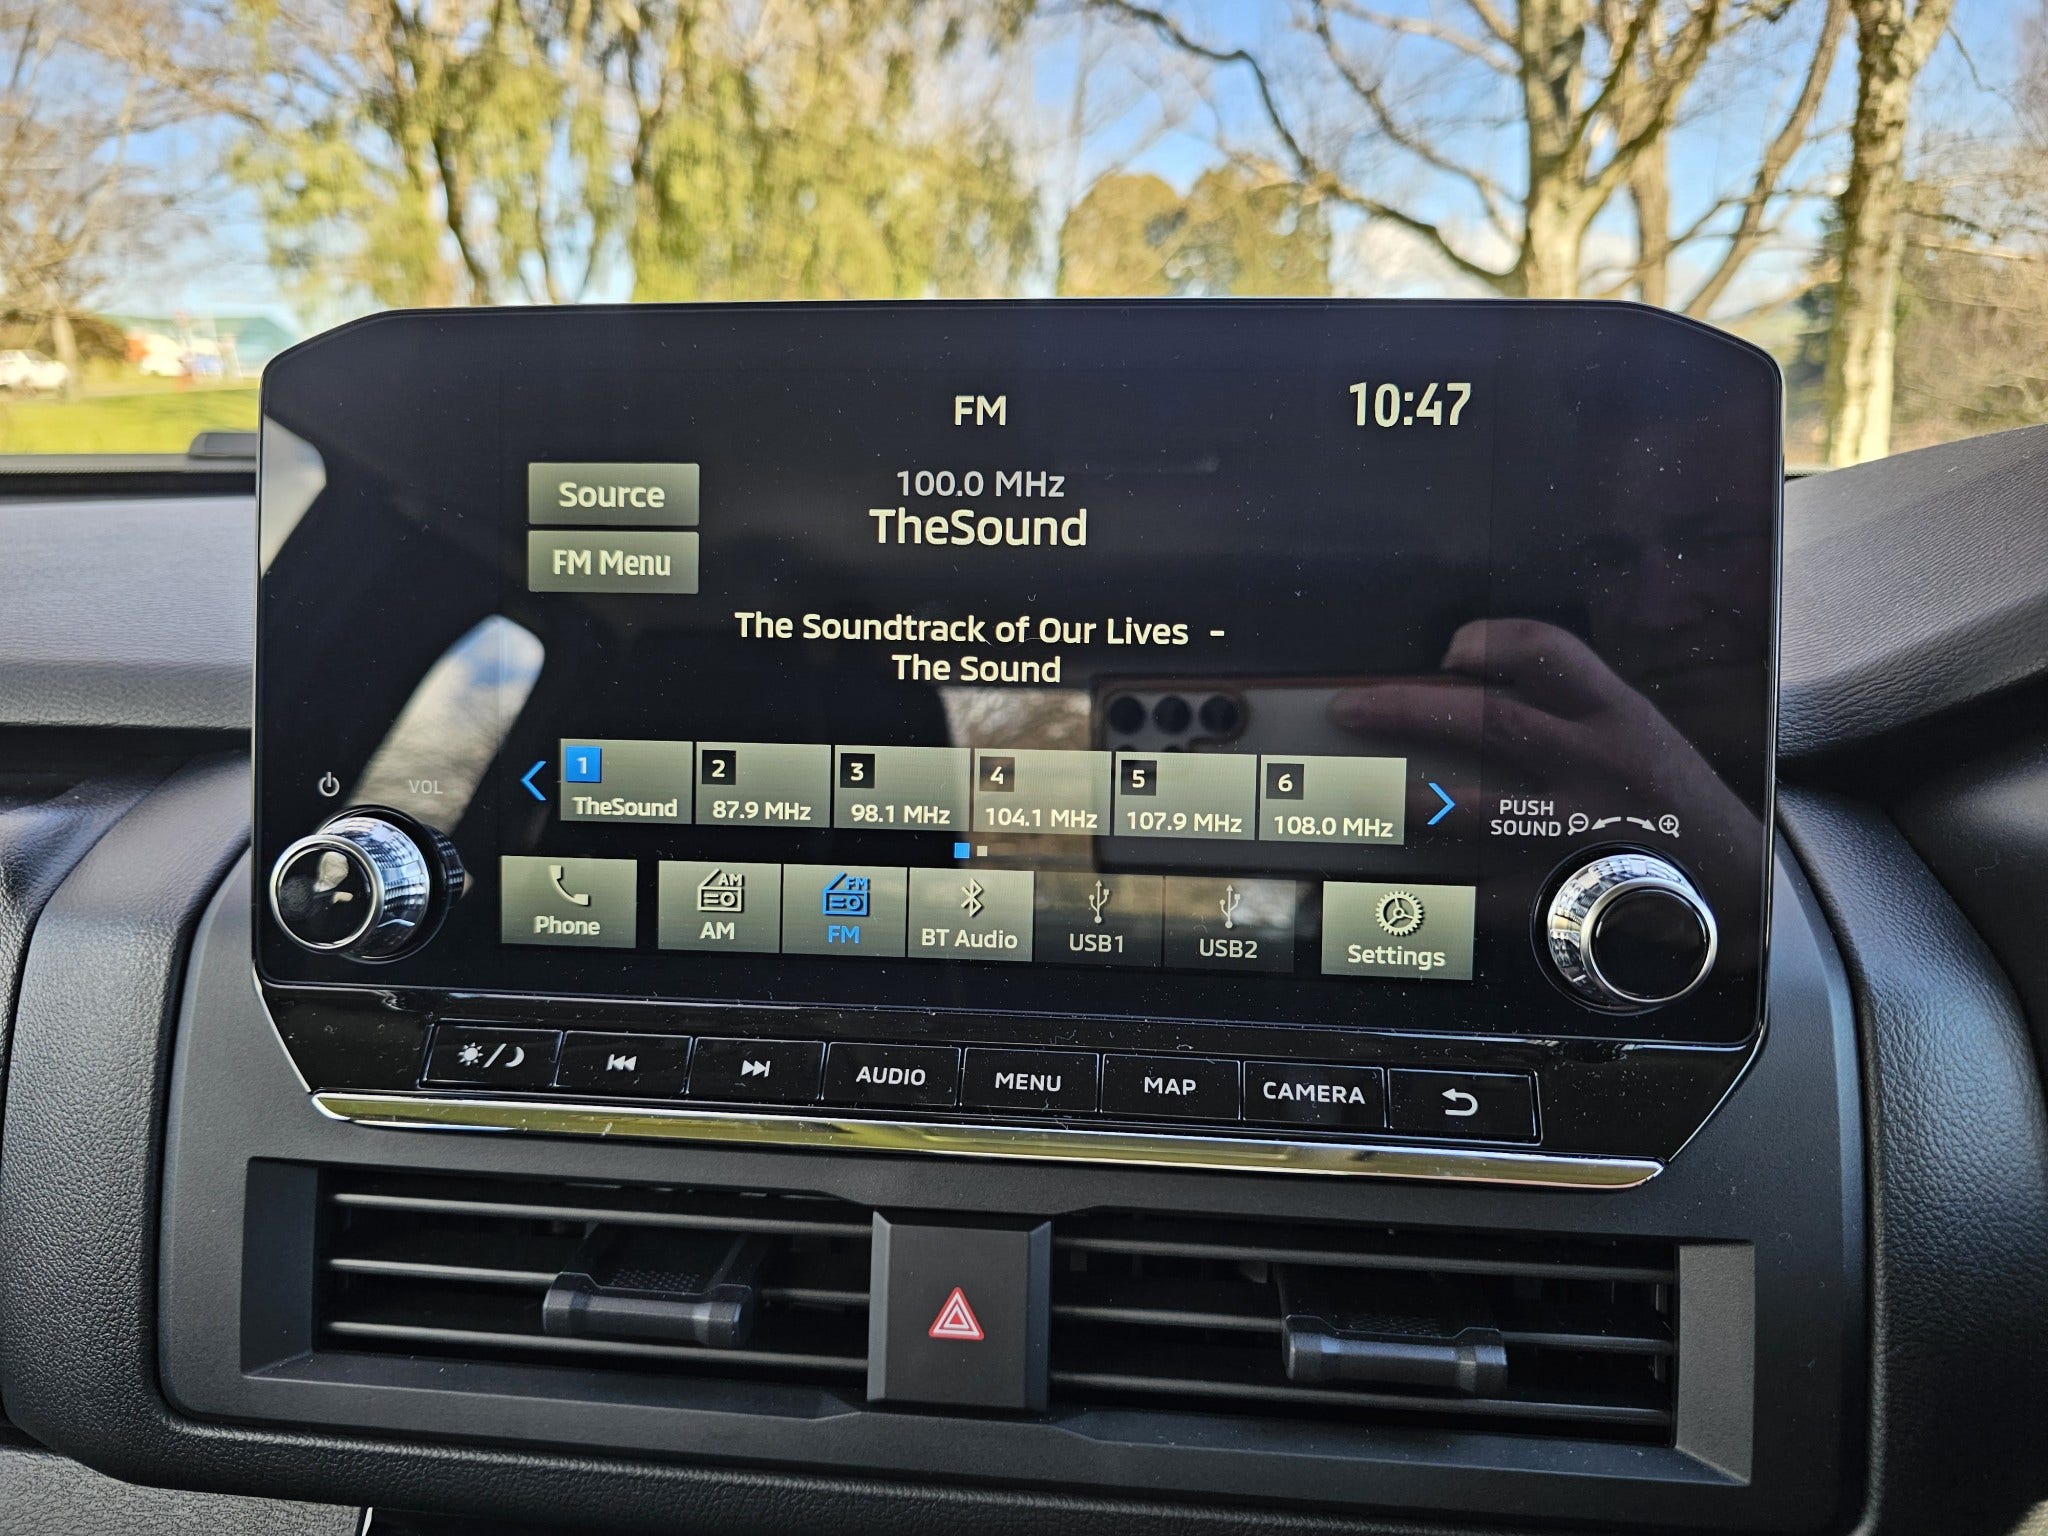 FM
10:47
Source
100.0 MHz
TheSound
FM Menu
The Soundtrack of Our Lives -
The Sound
VOL
1
TheSound
2
87.9 MHz
3
98.1 MHz
4
104.1 MHz
5
107.9 MHz
6
108.0 MHz
PUSH
SOUND
Phone
AM
AM
FM
FM
BT Audio
USB1
USB2
Settings
AUDIO
MENU
MAP
CAMERA